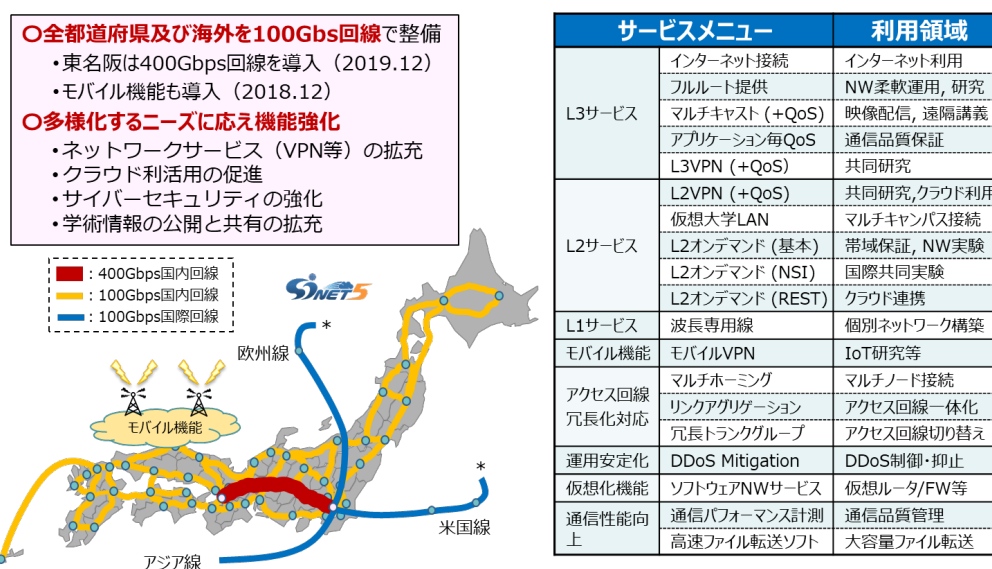 〇全都道府県及び海外を100Gbs回線で整備
・東名阪は400Gbps回線を導入（2019.12）
・モバイル機能も導入（2018.12）
〇多様化するニーズに応え機能強化
・ネットワークサービス（VPN等）の拡充
・クラウド利活用の促進
・サイバーセキュリティの強化
・学術情報の公開と共有の拡充
：400Gbps国内回線
：100Gbps国内回線
：100Gbps国際回線
SINET5
*
欧州線
モバイル機能
*
米国線
アジア線
サービスメニュー 利用領域
L3サービス
インターネット接続 インターネット利用
フルルート提供 NW柔軟運用, 研究
マルチキャスト (+QoS) 映像配信, 遠隔講義
アプリケーション毎QoS 通信品質保証
L3VPN (+QoS) 共同研究
L2サービス
L2VPN (+QoS) 共同研究,クラウド利用
仮想大学LAN マルチキャンパス接続
L2オンデマンド (基本) 帯域保証, NW実験
L2オンデマンド (NSI) 国際共同実験
L2オンデマンド (REST) クラウド連携
L1サービス 波長専用線 個別ネットワーク構築
モバイル機能 モバイルVPN IoT研究等
アクセス回線
冗長化対応
マルチホーミング マルチノード接続
リンクアグリゲーション アクセス回線一体化
冗長トランクグループ アクセス回線切り替え
運用安定化 DDoS Mitigation DDoS制御・抑止
仮想化機能 ソフトウェアNWサービス 仮想ルータ/FW等
通信性能向
上
通信パフォーマンス計測 通信品質管理
高速ファイル転送ソフト 大容量ファイル転送